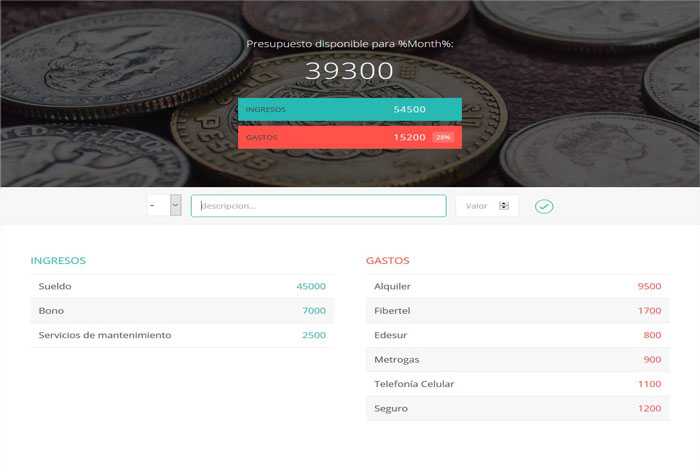 Presupuesto disponible para %Month%:
39300
INGRESOS 54500
GASTOS 15200 28%
- descripcion... Valor
INGRESOS
Sueldo 45000
Bono 7000
Servicios de mantenimiento 2500
GASTOS
Alquiler 9500
Fibertel 1700
Edesur 800
Metrogas 900
Telefonía Celular 1100
Seguro 1200